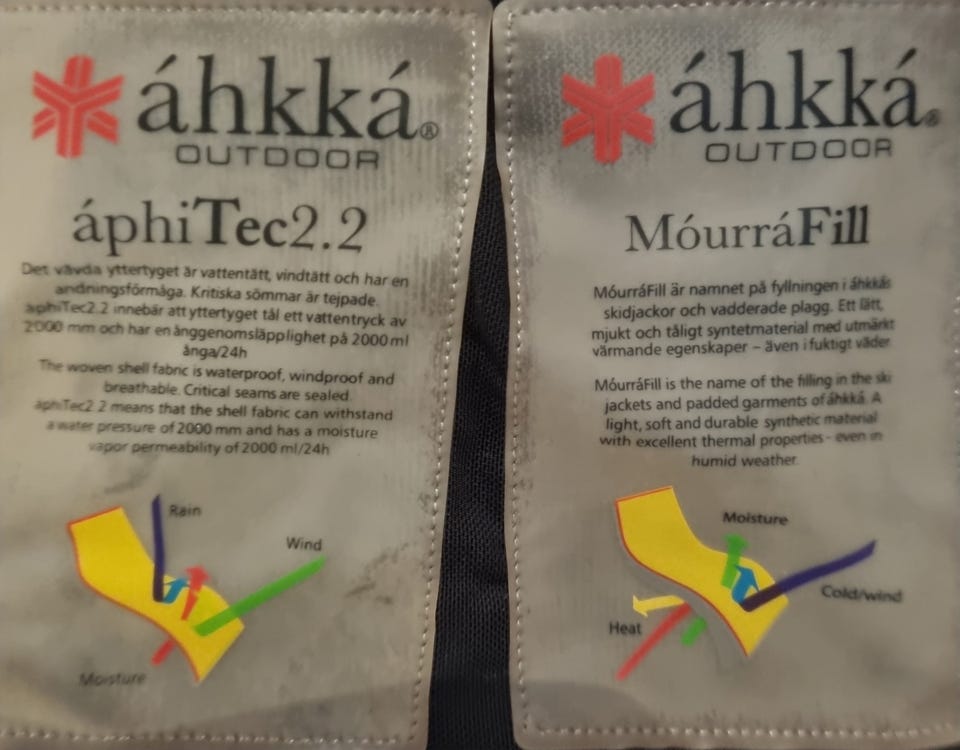 áhkká®
OUTDOOR
áphiTec2.2
Det vävda yttertyget är vattentätt, vindtätt och har en
andningsförmåga. Kritiska sömmar är tejpade.
aphiTec2.2 innebär att yttertyget tål ett vattentryck av
2000 mm och har en ånggenomsläpplighet på 2000 ml
ånga/24h
The woven shell fabric is waterproof, windproof and
breathable. Critical seams are sealed.
aphiTec2.2 means that the shell fabric can withstand
a water pressure of 2000 mm and has a moisture
vapor permeability of 2000 ml/24h
Rain
Wind
Moisture
áhkká®
OUTDOOR
MóurráFill
MóurráFill är namnet på fyllningen i áhkkás
skidjackor och vadderade plagg. Ett lätt,
mjukt och tåligt syntetmaterial med utmärkt
värmande egenskaper – även i fuktigt väder.
MóurráFill is the name of the filling in the ski
jackets and padded garments of áhkká. A
light, soft and durable synthetic material
with excellent thermal properties - even in
humid weather.
Moisture
Cold/wind
Heat